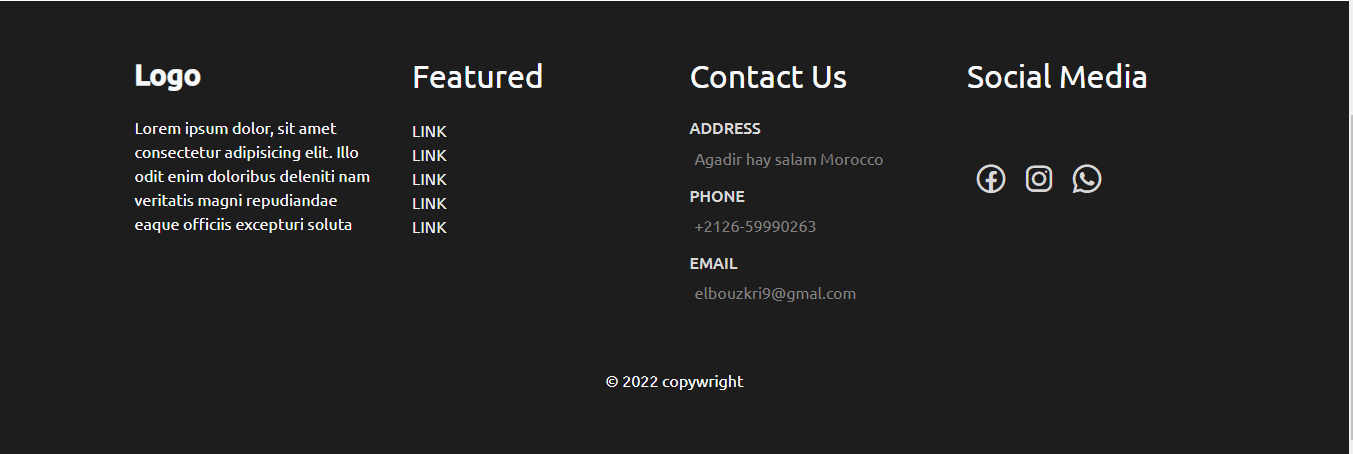 Logo
Lorem ipsum dolor, sit amet
consectetur adipisicing elit. Illo
odit enim doloribus deleniti nam
veritatis magni repudiandae
eaque officiis excepturi soluta
Featured
LINK
LINK
LINK
LINK
LINK
Contact Us
ADDRESS
Agadir hay salam Morocco
PHONE
+2126-59990263
EMAIL
elbouzkri9@gmal.com
Social Media
© 2022 copywright